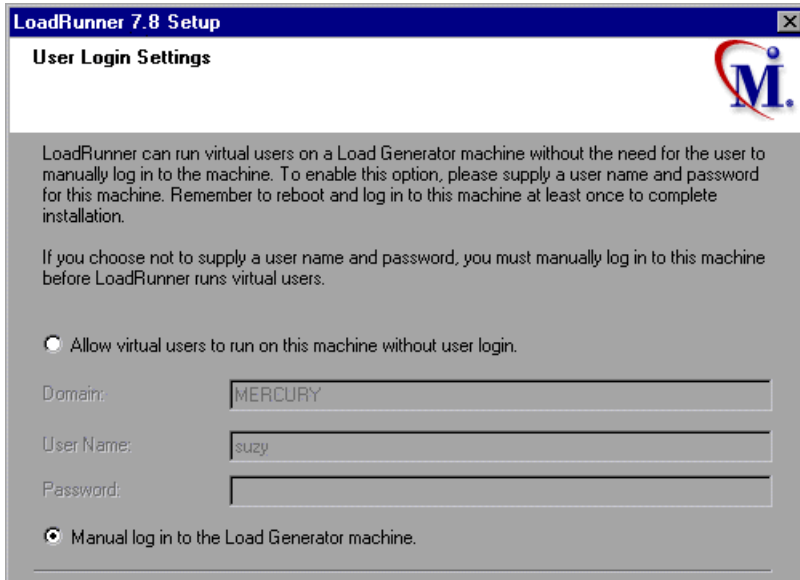 LoadRunner 7.8 Setup
User Login Settings
M.
LoadRunner can run virtual users on a Load Generator machine without the need for the user to
manually log in to the machine. To enable this option, please supply a user name and password
for this machine. Remember to reboot and log in to this machine at least once to complete
installation.
If you choose not to supply a user name and password, you must manually log in to this machine
before LoadRunner runs virtual users.
Allow virtual users to run on this machine without user login.
Domain: MERCURY
User Name: suzy
Password:
Manual log in to the Load Generator machine.